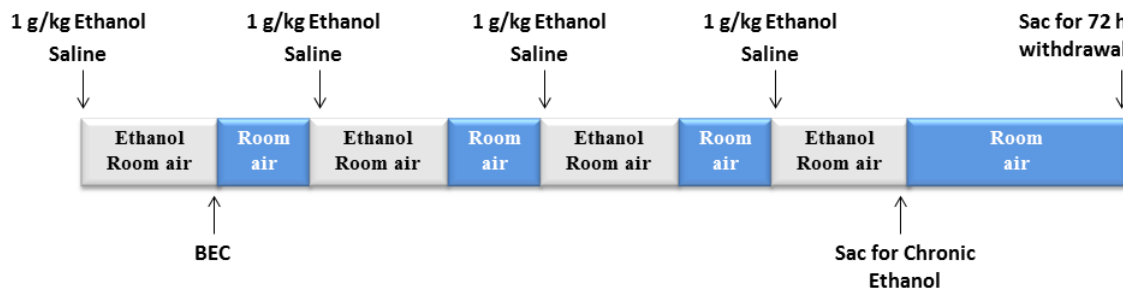 1 g/kg Ethanol
Saline
1 g/kg Ethanol
Saline
1 g/kg Ethanol
Saline
1 g/kg Ethanol
Saline
Sac for 72 h
withdrawal
Ethanol
Room air
Room
air
Ethanol
Room air
Room
air
Ethanol
Room air
Room
air
Ethanol
Room air
Room
air
BEC
Sac for Chronic
Ethanol